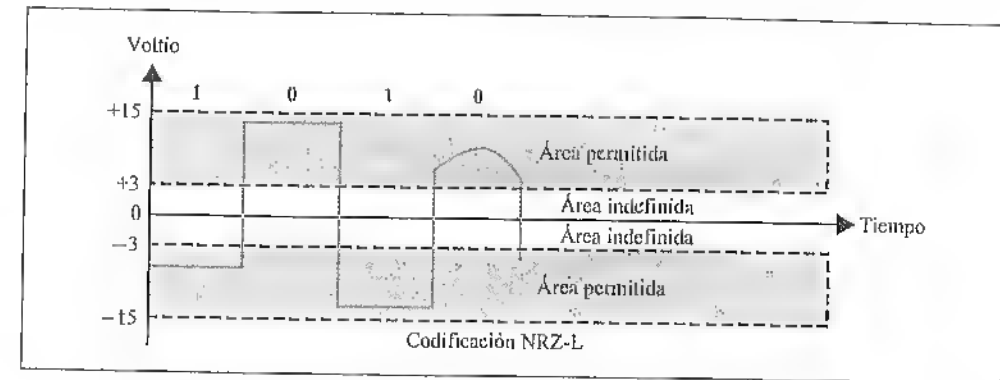 Voltio
1 0 1 0
+15
Área permitida
+3
Área indefinida
0
Tiempo
Área indefinida
−3
Área permitida
−15
Codificación NRZ-L